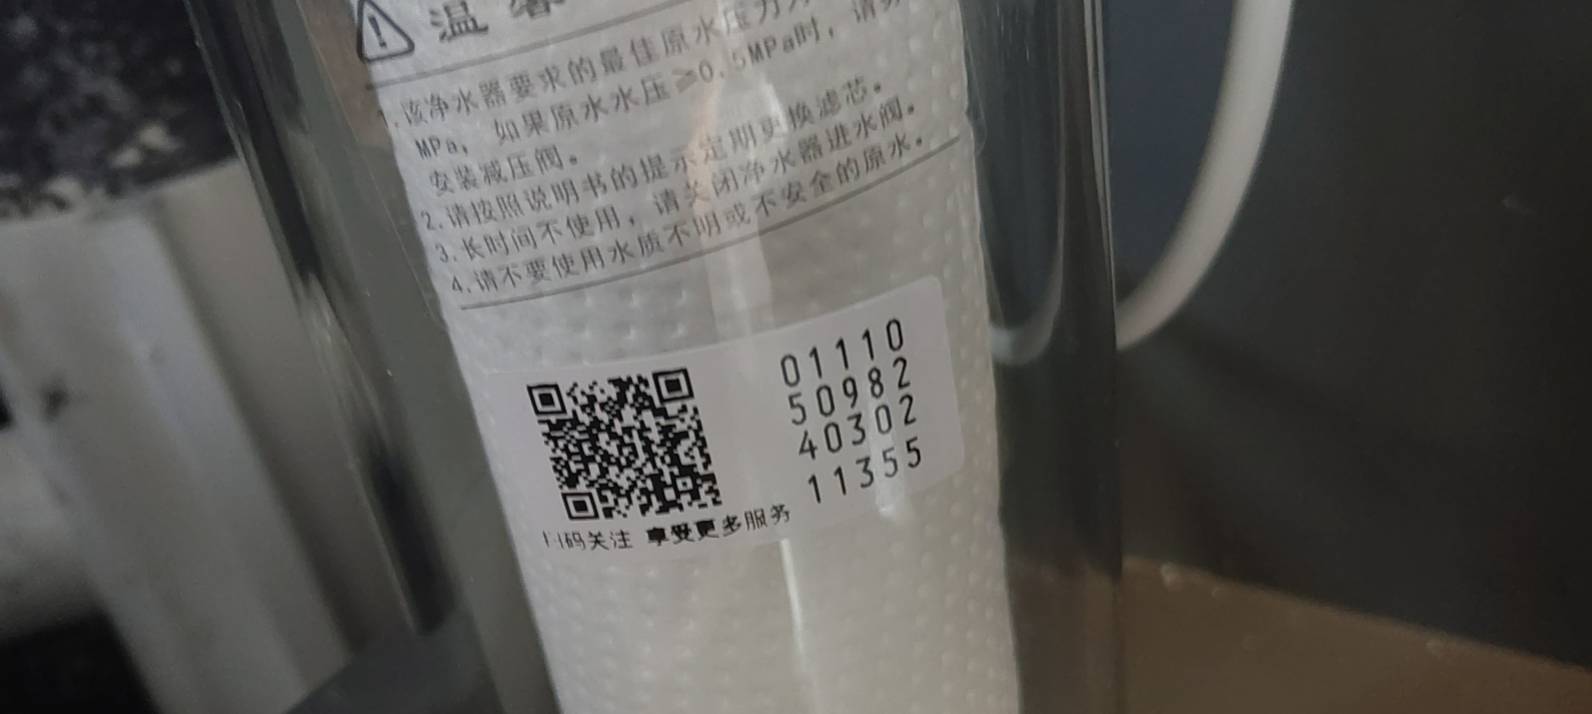 温馨
1.该净水器要求的最佳原水压力为
MPa, 如果原水水压≥0.5MPa时，请务
安装减压阀。
2.请按照说明书的提示定期更换滤芯。
3.长时间不使用，请关闭净水器进水阀。
4.请不要使用水质不明或不安全的原水。
01110
50982
40302
11355
扫码关注 享受更多服务